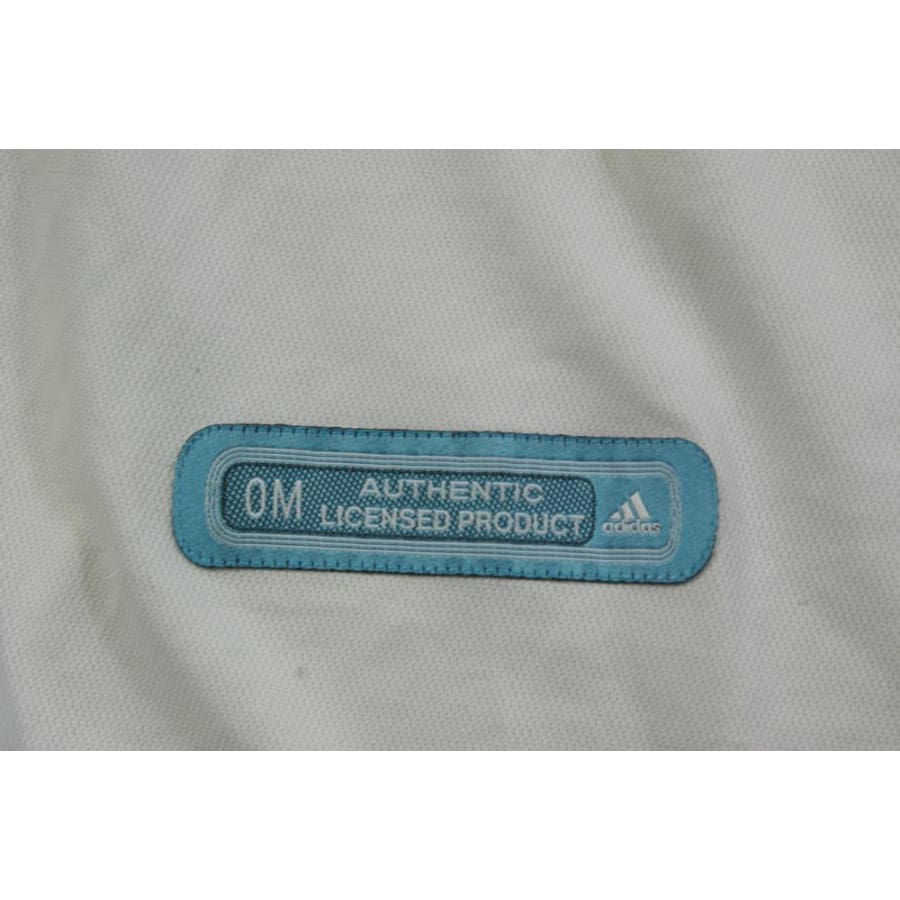 OM
AUTHENTIC
LICENSED PRODUCT
adidas